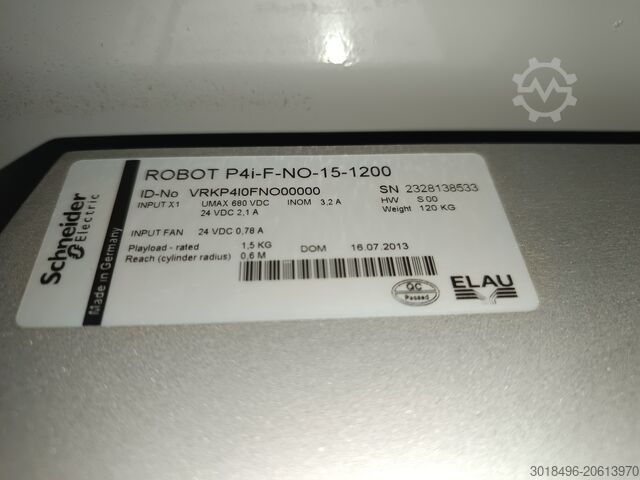 Schneider
Electric
Made in Germany
ROBOT P4i-F-NO-15-1200
ID-No VRKP4I0FNO00000
SN 2328138533
INPUT X1 UMAX 680 VDC INOM 3,2 A
24 VDC 2,1 A
HW S 00
Weight 120 KG
INPUT FAN 24 VDC 0,78 A
Playload - rated 1,5 KG DOM 16.07.2013
Reach (cylinder radius) 0,6 M
QC
Passed
ELAU
3018496-20613970